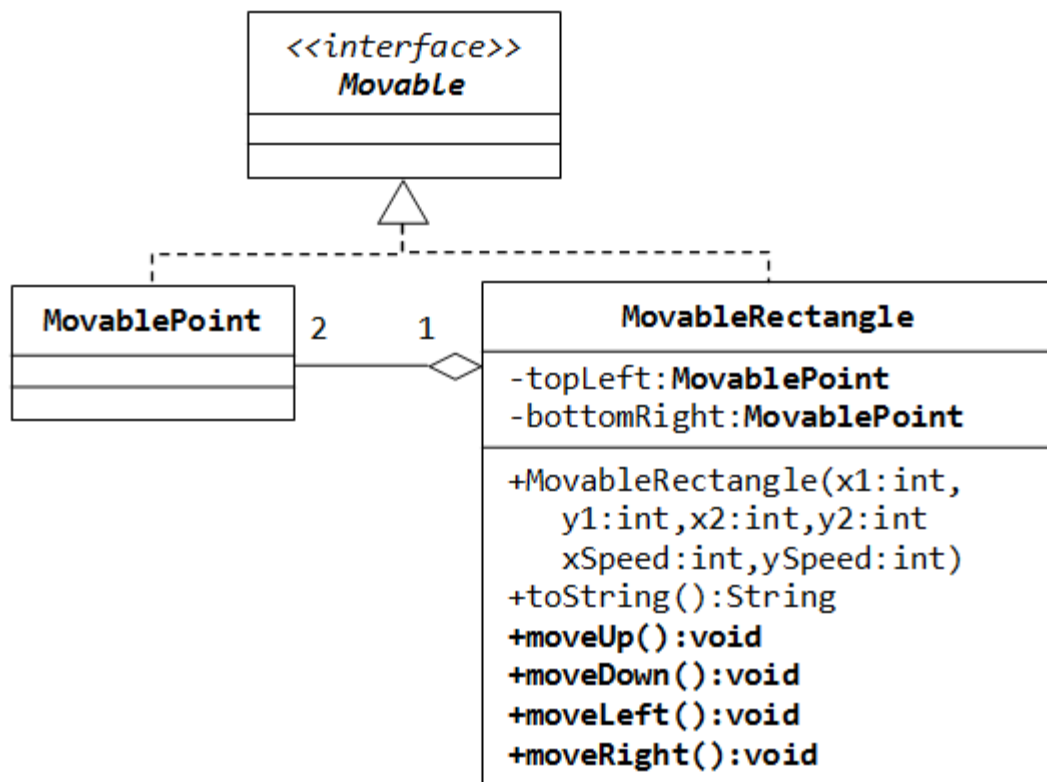 <<interface>>
Movable
MovablePoint
2
1
MovableRectangle
-topLeft:MovablePoint
-bottomRight:MovablePoint
+MovableRectangle(x1:int,
y1:int,x2:int,y2:int
xSpeed:int,ySpeed:int)
+toString():String
+moveUp():void
+moveDown():void
+moveLeft():void
+moveRight():void